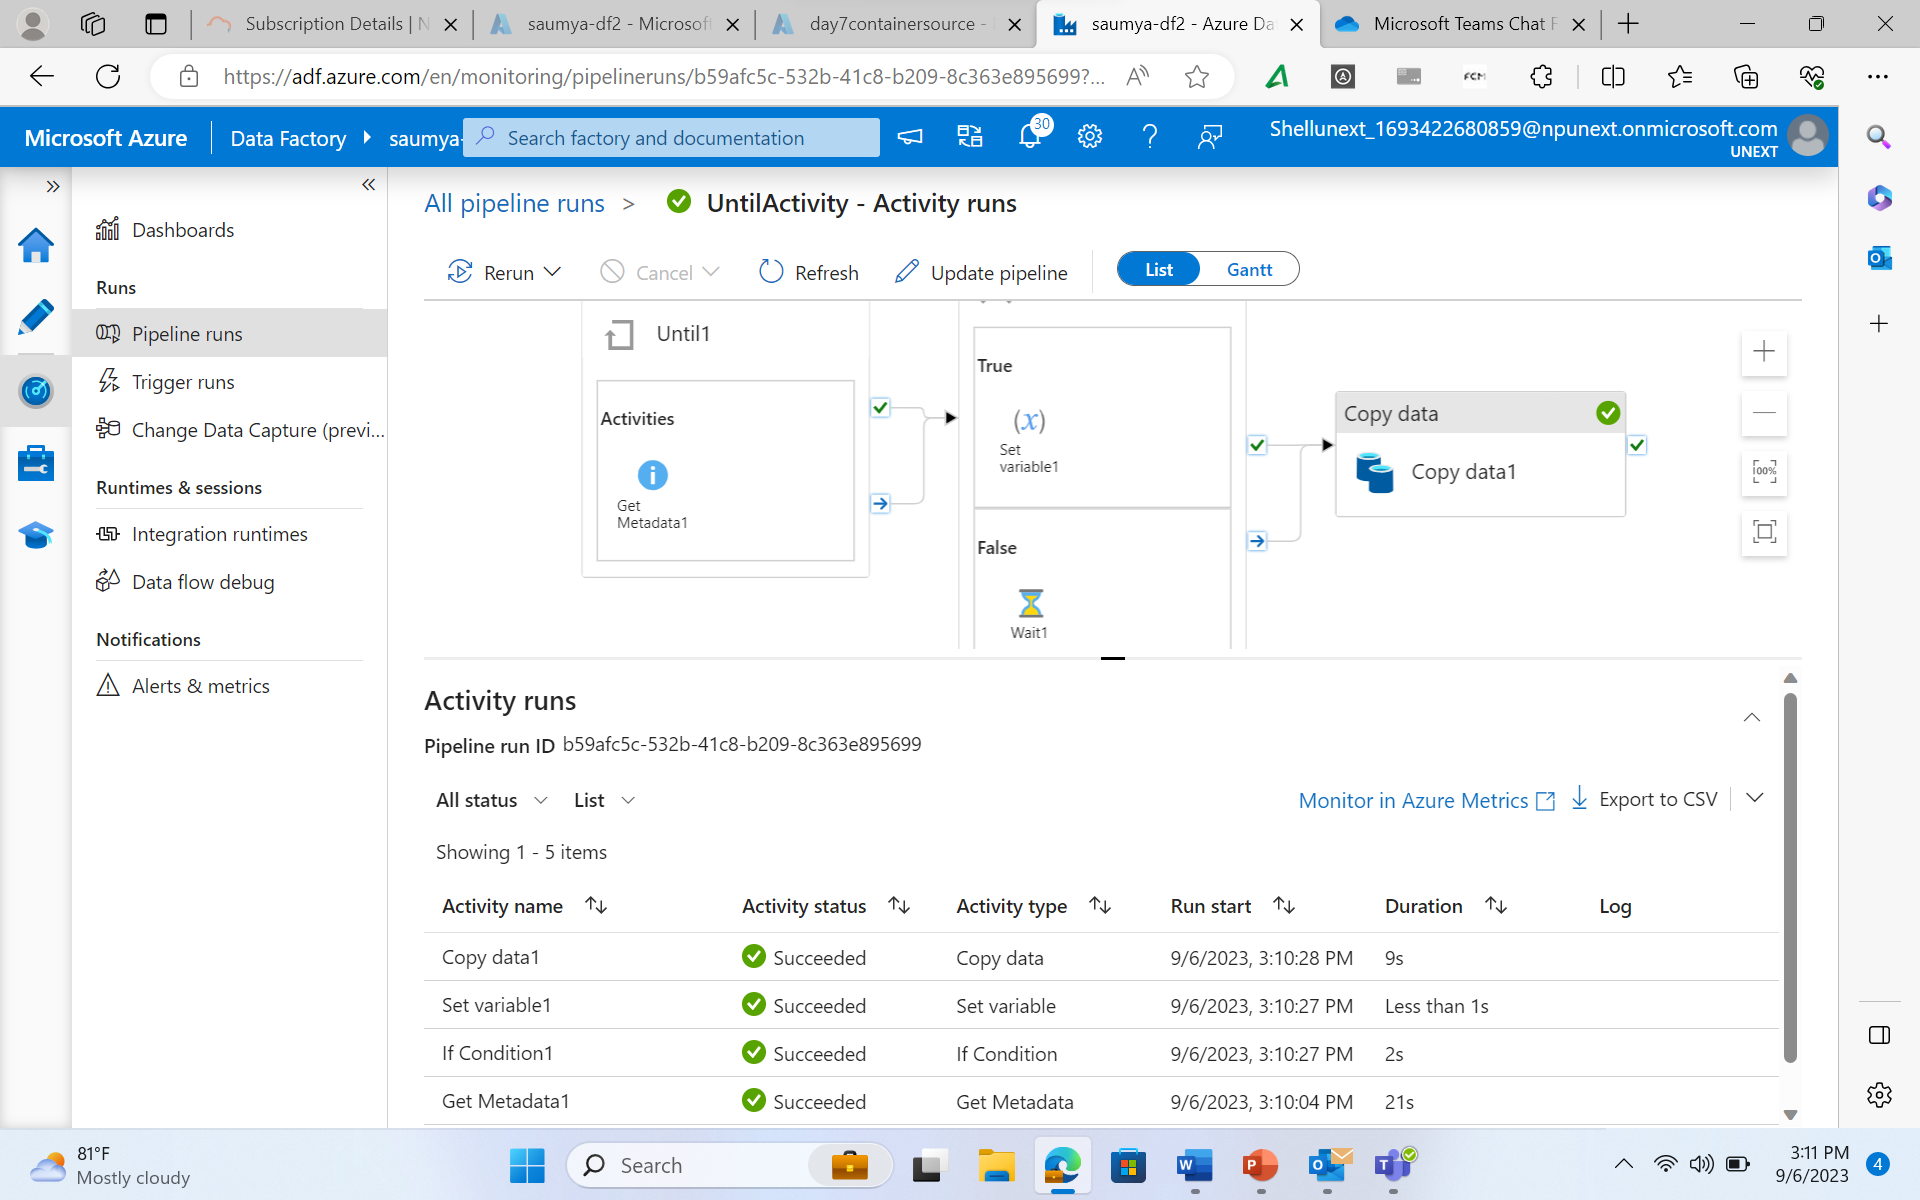 Subscription Details | N
saumya-df2 - Microsoft
day7containersource -
saumya-df2 - Azure Da
Microsoft Teams Chat F
https://adf.azure.com/en/monitoring/pipelineruns/b59afc5c-532b-41c8-b209-8c363e895699?...
FCM
Microsoft Azure
Data Factory
saumya-
Search factory and documentation
30
Shellunext_1693422680859@npunext.onmicrosoft.com
UNEXT
Dashboards
Runs
Pipeline runs
Trigger runs
Change Data Capture (previ...
Runtimes & sessions
Integration runtimes
Data flow debug
Notifications
Alerts & metrics
All pipeline runs > UntilActivity - Activity runs
Rerun
Cancel
Refresh
Update pipeline
List
Gantt
Until1
Activities
Get
Metadata1
True
(x)
Set
variable1
False
Wait1
Copy data
Copy data1
100%
Activity runs
Pipeline run ID b59afc5c-532b-41c8-b209-8c363e895699
All status
List
Monitor in Azure Metrics
Export to CSV
Showing 1 - 5 items
Activity name Activity status Activity type Run start Duration Log
Copy data1 Succeeded Copy data 9/6/2023, 3:10:28 PM 9s
Set variable1 Succeeded Set variable 9/6/2023, 3:10:27 PM Less than 1s
If Condition1 Succeeded If Condition 9/6/2023, 3:10:27 PM 2s
Get Metadata1 Succeeded Get Metadata 9/6/2023, 3:10:04 PM 21s
81°F
Mostly cloudy
Search
3:11 PM
9/6/2023
4